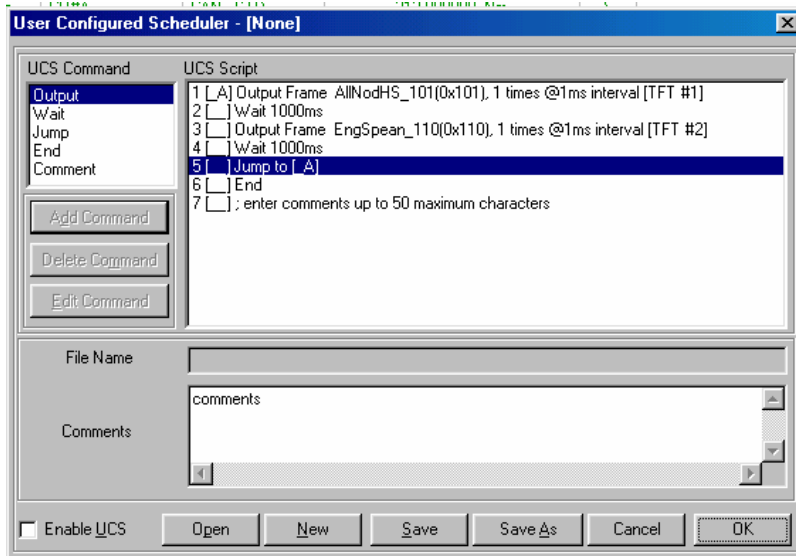 User Configured Scheduler - [None]
UCS Command
UCS Script
Output
Wait
Jump
End
Comment
1 [_A] Output Frame AllNodHS_101(0x101), 1 times @1ms interval [TFT #1]
2 [__] Wait 1000ms
3 [__] Output Frame EngSpean_110(0x110), 1 times @1ms interval [TFT #2]
4 [__] Wait 1000ms
5 [__] Jump to [_A]
6 [__] End
7 [__] ; enter comments up to 50 maximum characters
Add Command
Delete Command
Edit Command
File Name
Comments
comments
Enable UCS
Open
New
Save
Save As
Cancel
OK